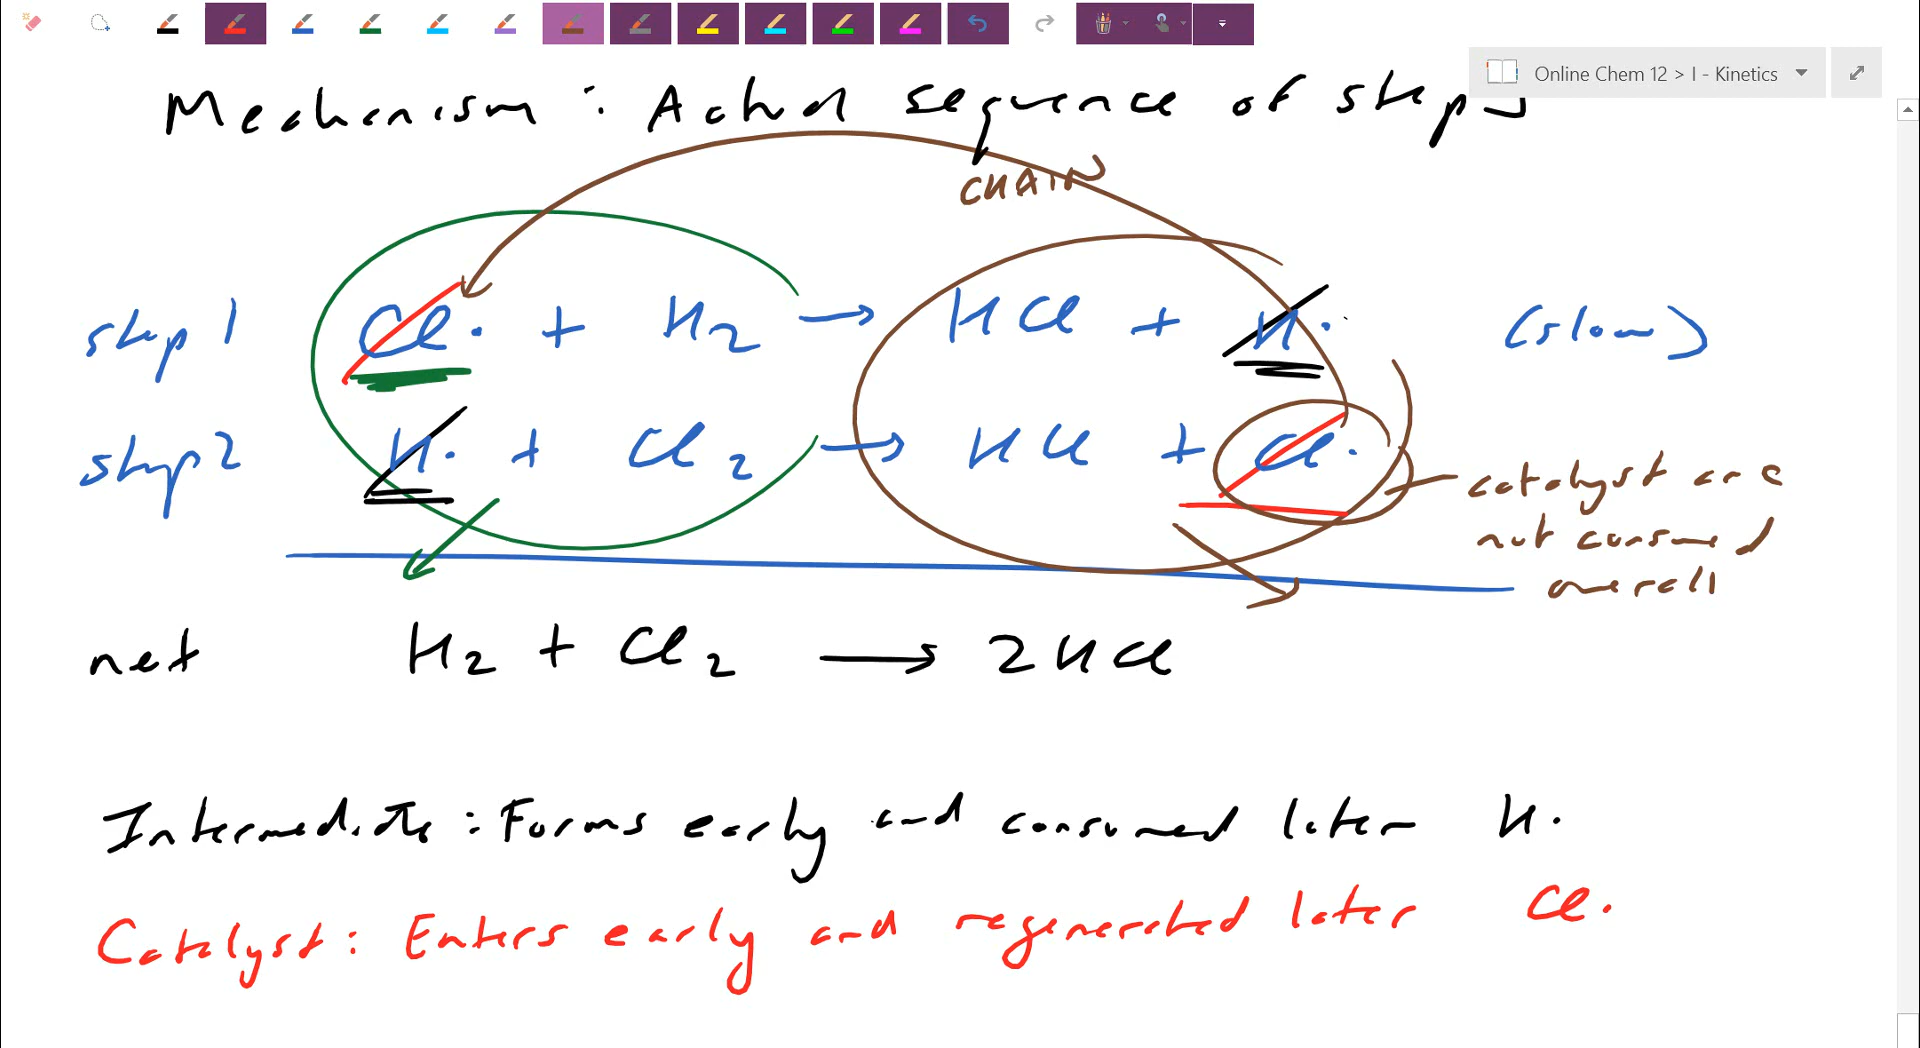 Online Chem 12 > I - Kinetics
Mechanism : Actual sequence of steps
CHAIN
step 1 Cl· + H2 → HCl + H· (slow)
step 2 H· + Cl2 → HCl + Cl·
catalyst are
not consumed
overall
net H2 + Cl2 → 2HCl
Intermediate : Forms early and consumed later H·
Catalyst : Enters early and regenerated later Cl·